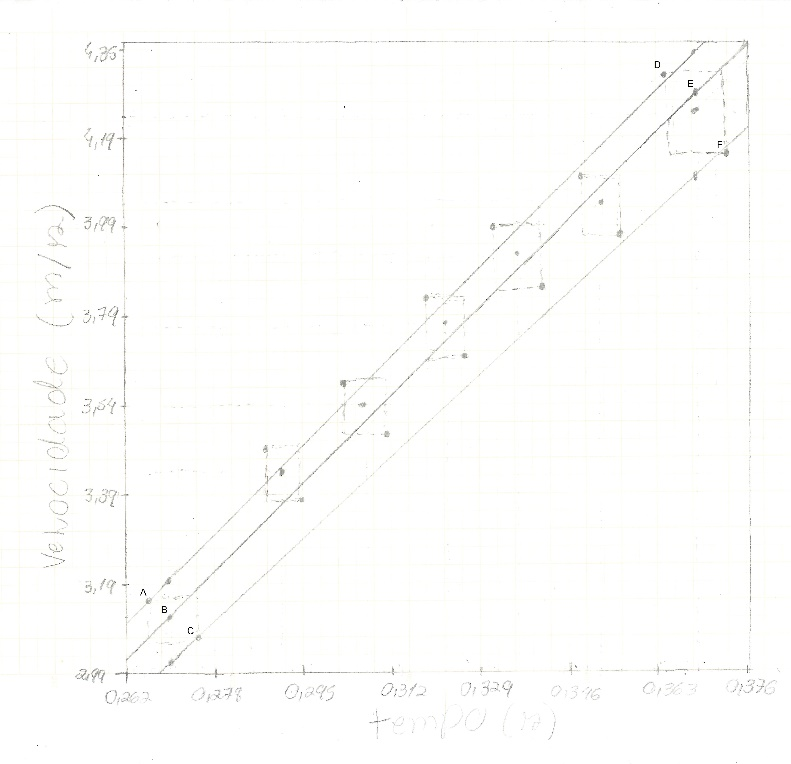 4,35
D
E
4,19
F
3,99
3,79
3,54
3,39
3,19
A
B
C
2,99
Velocidade (m/s)
0,267 0,278 0,295 0,312 0,329 0,346 0,363 0,376
tempo (s)